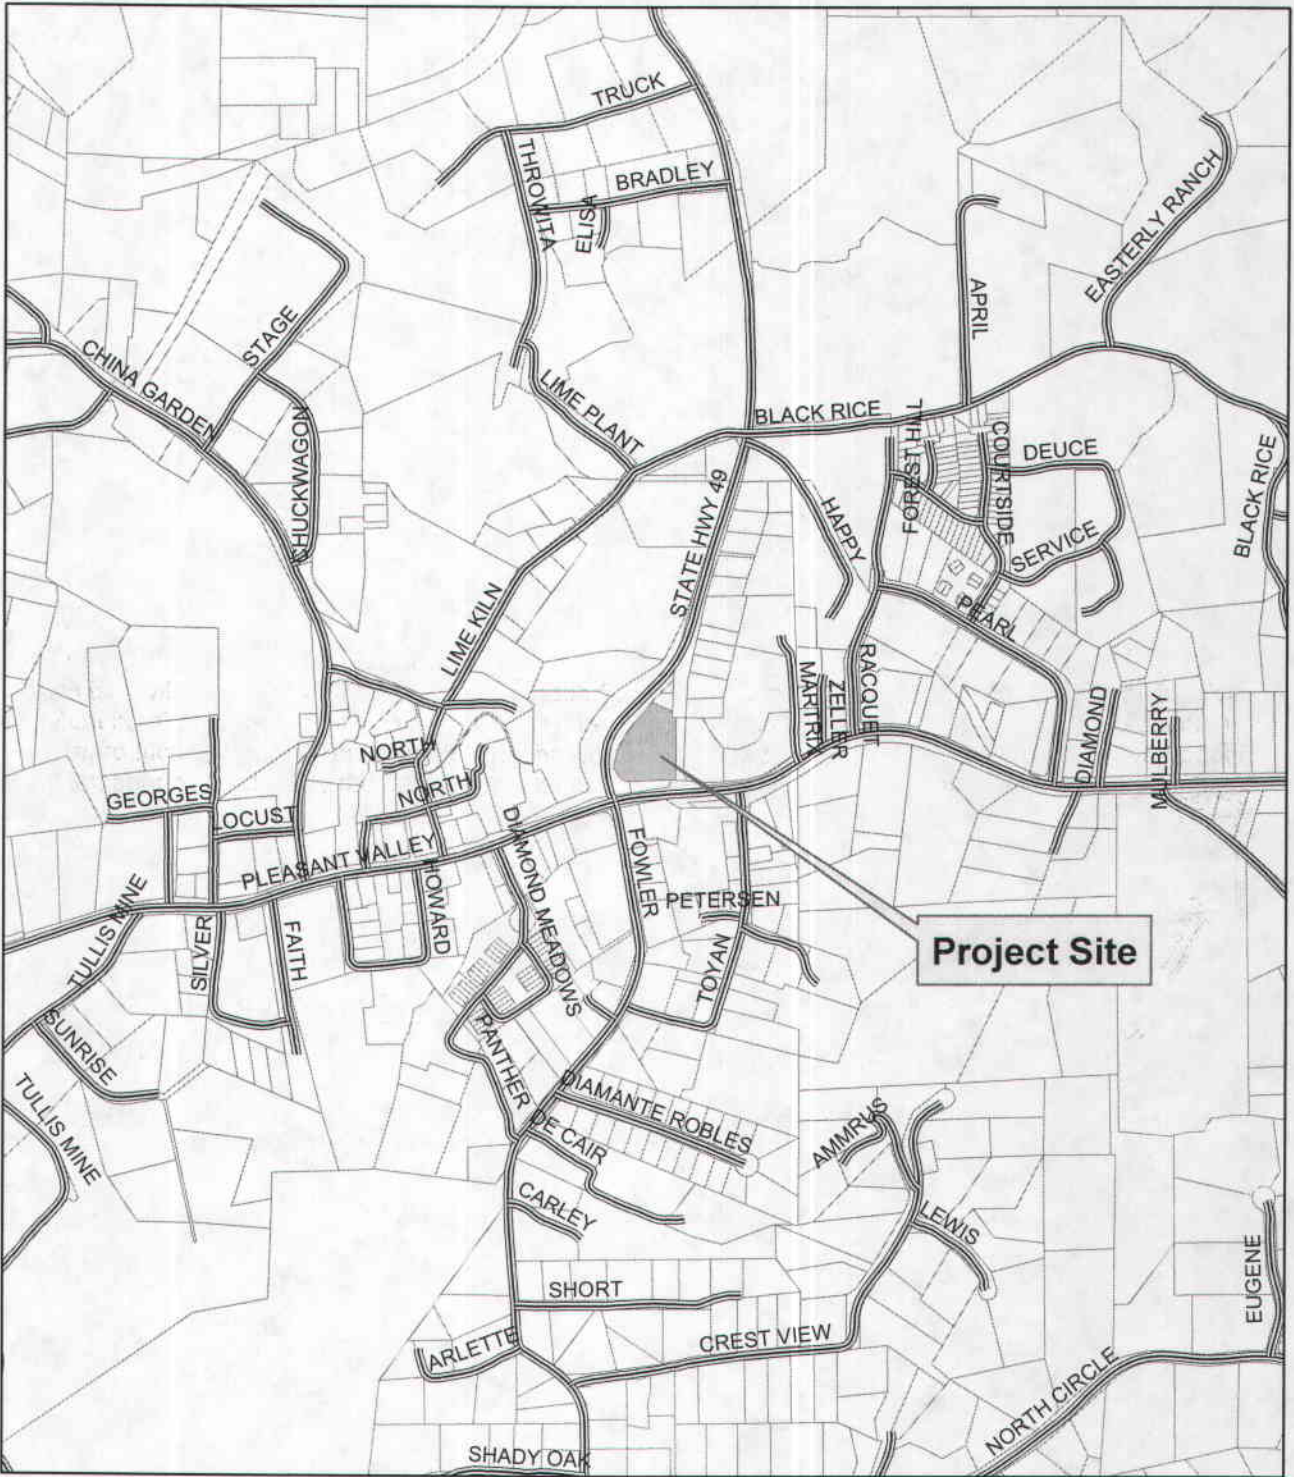 TRUCK
THROWITA
BRADLEY
ELISA
EASTERLY RANCH
APRIL
STAGE
CHINA GARDEN
LIME PLANT
BLACK RICE
CHUCKWAGON
FOREST HILL
COURTSIDE
DEUCE
BLACK RICE
STATE HWY 49
HAPPY
SERVICE
LIME KILN
PEARL
MARTRIX
ZELLER
RACQUET
DIAMOND
MULBERRY
NORTH
NORTH
GEORGES
LOCUST
DIAMOND MEADOWS
PLEASANT VALLEY
HOWARD
FOWLER
PETERSEN
TULLIS MINE
SILVER
FAITH
TOYAN
Project Site
SUNRISE
PANTHER
TULLIS MINE
DIAMANTE ROBLES
DE CAIR
AMMRUS
CARLEY
LEWIS
SHORT
EUGENE
ARLETTE
CREST VIEW
NORTH CIRCLE
SHADY OAK